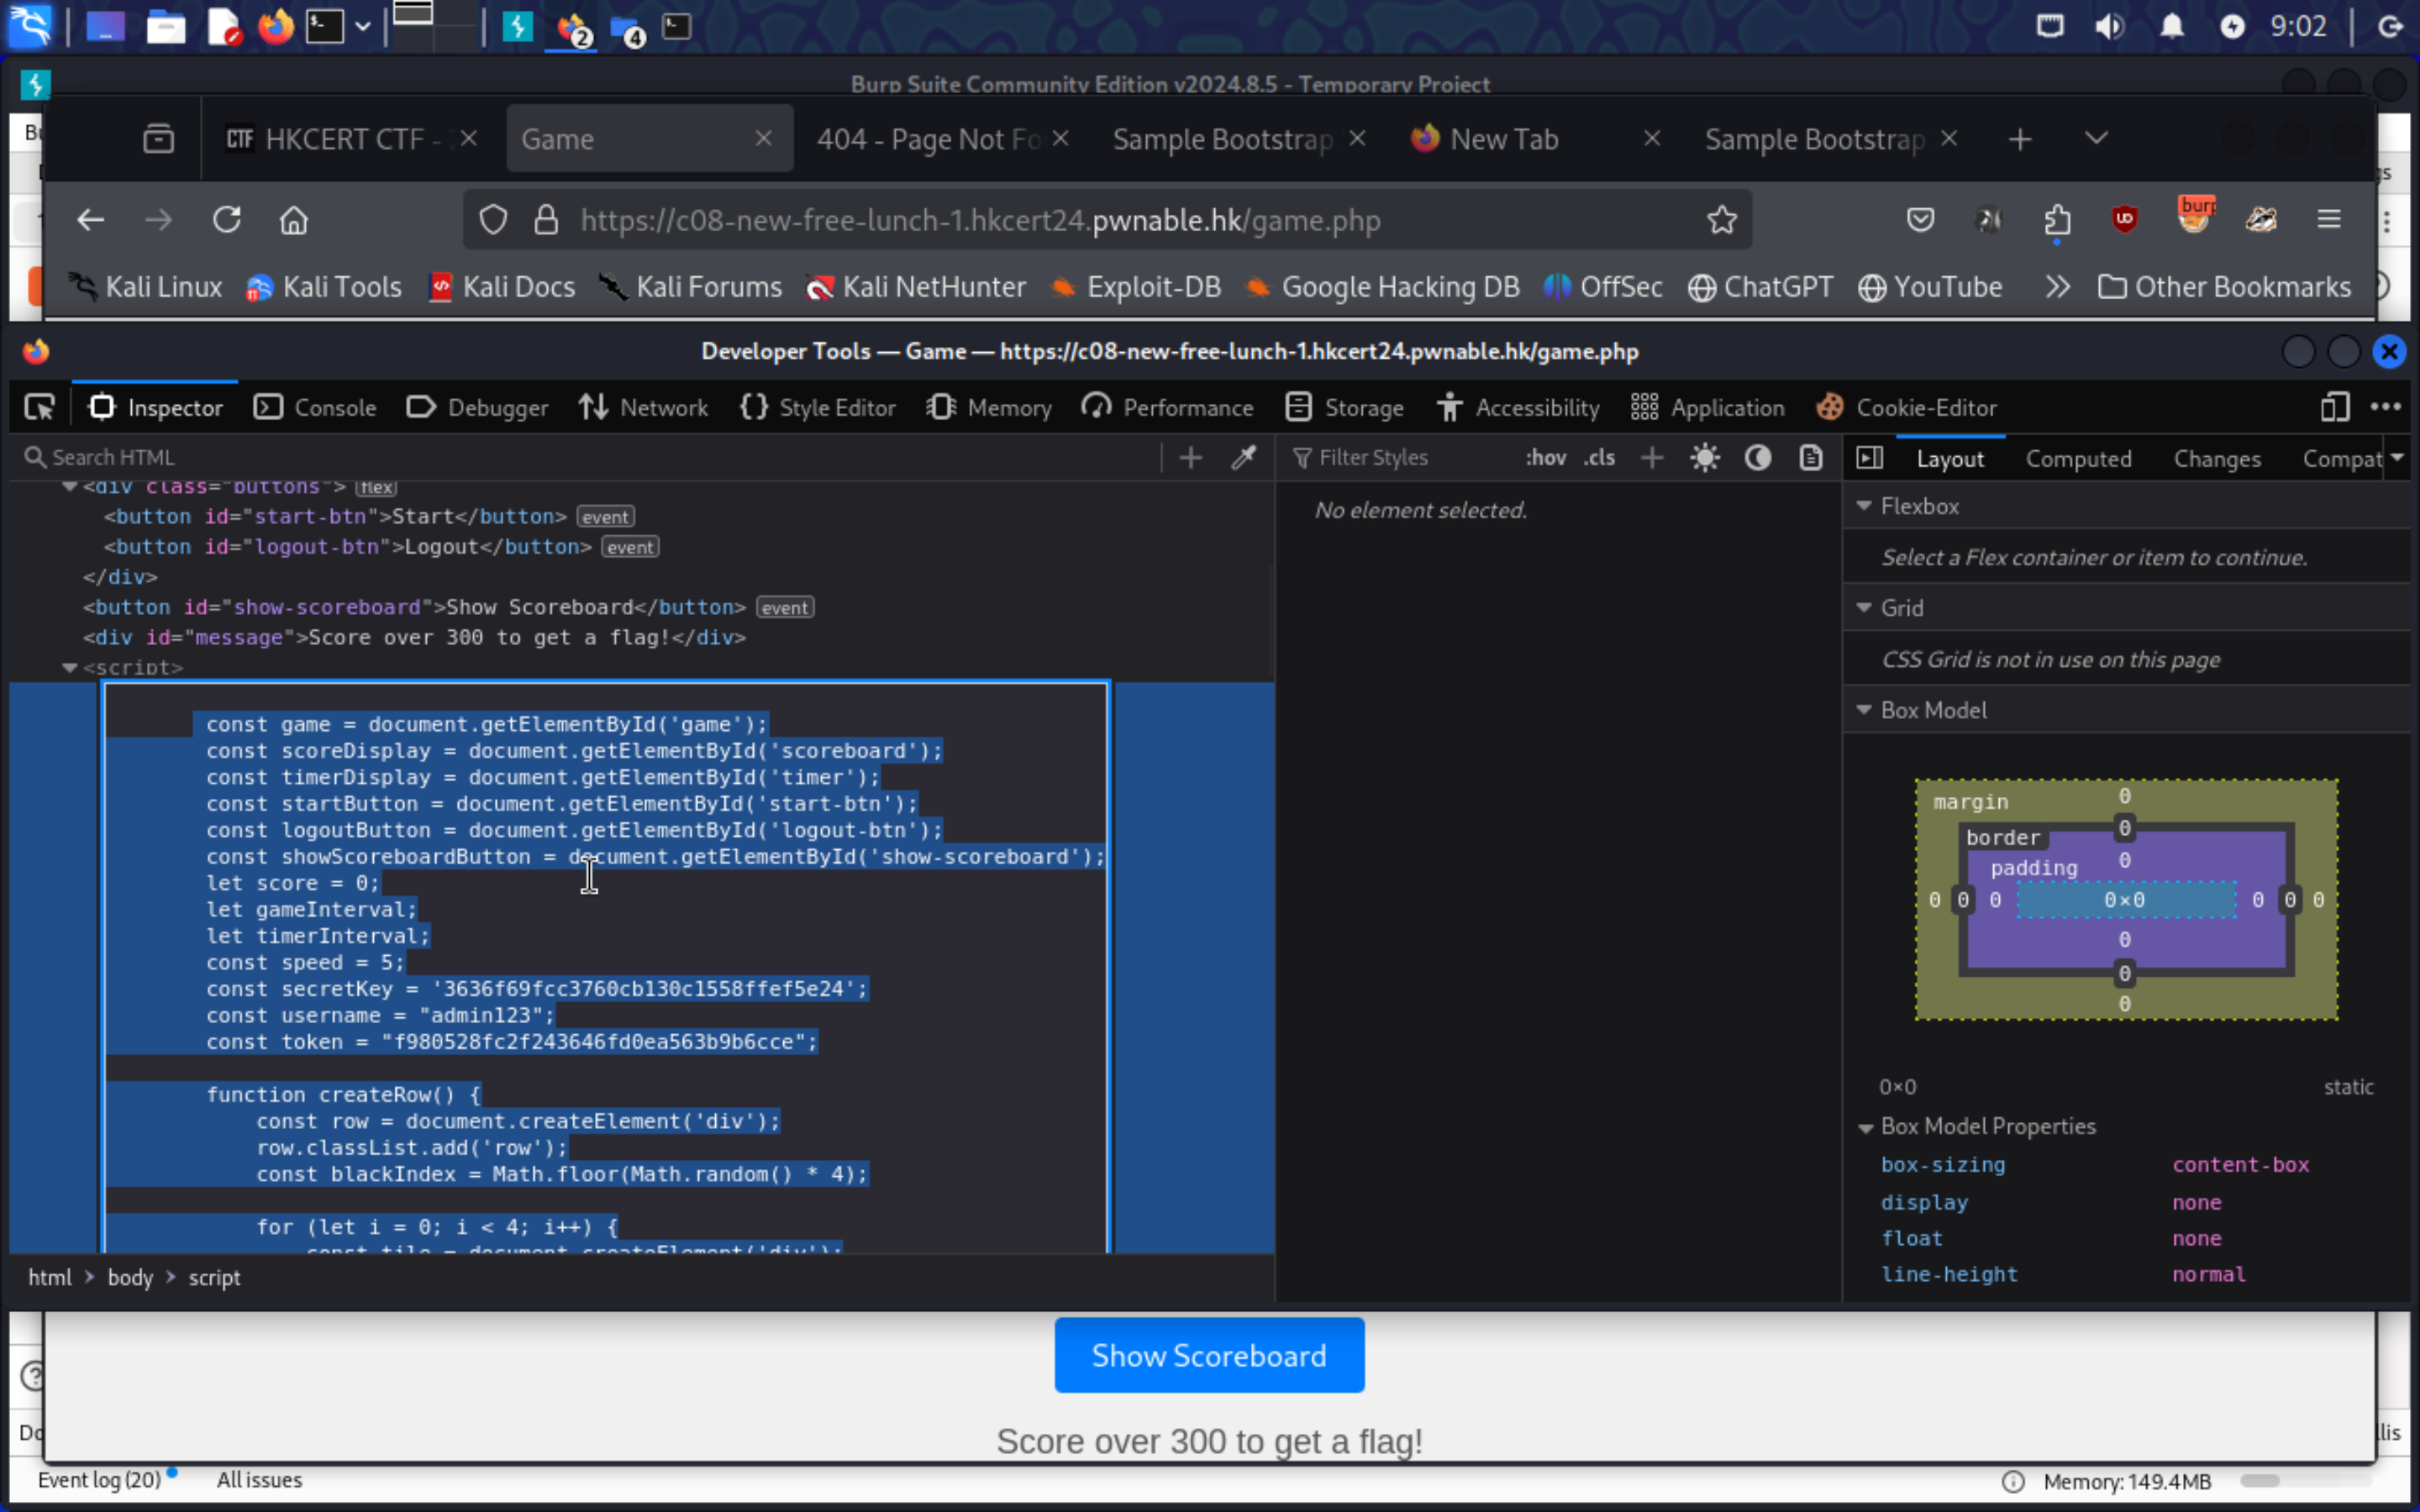 9:02
Burp Suite Community Edition v2024.8.5 - Temporary Project
HKCERT CTF - 2
Game
404 - Page Not Fo
Sample Bootstrap
New Tab
Sample Bootstrap
https://c08-new-free-lunch-1.hkcert24.pwnable.hk/game.php
Kali Linux
Kali Tools
Kali Docs
Kali Forums
Kali NetHunter
Exploit-DB
Google Hacking DB
OffSec
ChatGPT
YouTube
Other Bookmarks
Developer Tools — Game — https://c08-new-free-lunch-1.hkcert24.pwnable.hk/game.php
Inspector
Console
Debugger
Network
Style Editor
Memory
Performance
Storage
Accessibility
Application
Cookie-Editor
Search HTML
<div class="buttons"> flex
<button id="start-btn">Start</button> event
<button id="logout-btn">Logout</button> event
</div>
<button id="show-scoreboard">Show Scoreboard</button> event
<div id="message">Score over 300 to get a flag!</div>
<script>
const game = document.getElementById('game');
const scoreDisplay = document.getElementById('scoreboard');
const timerDisplay = document.getElementById('timer');
const startButton = document.getElementById('start-btn');
const logoutButton = document.getElementById('logout-btn');
const showScoreboardButton = document.getElementById('show-scoreboard');
let score = 0;
let gameInterval;
let timerInterval;
const speed = 5;
const secretKey = '3636f69fcc3760cb130c1558ffef5e24';
const username = "admin123";
const token = "f980528fc2f243646fd0ea563b9b6cce";
function createRow() {
const row = document.createElement('div');
row.classList.add('row');
const blackIndex = Math.floor(Math.random() * 4);
for (let i = 0; i < 4; i++) {
const tile = document.createElement('div');
html > body > script
Filter Styles
:hov .cls
No element selected.
Layout
Computed
Changes
Compat
Flexbox
Select a Flex container or item to continue.
Grid
CSS Grid is not in use on this page
Box Model
margin 0
border 0
padding 0
0 0 0 0×0 0 0 0
0
0
0
0×0 static
Box Model Properties
box-sizing content-box
display none
float none
line-height normal
Show Scoreboard
Score over 300 to get a flag!
Event log (20)
All issues
Memory: 149.4MB